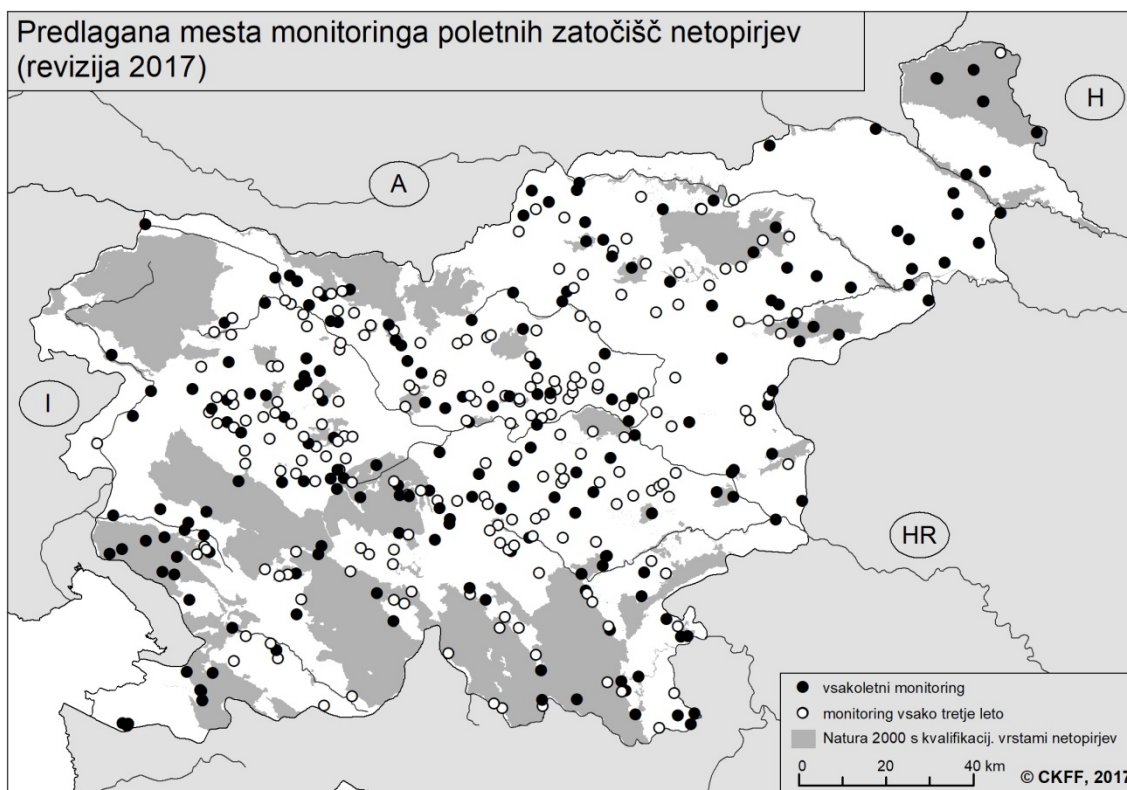 Predlagana mesta monitoringa poletnih zatočišč netopirjev
(revizija 2017)
H
A
I
HR
vsakoletni monitoring
monitoring vsako tretje leto
Natura 2000 s kvalifikacij. vrstami netopirjev
0 20 40 km
© CKFF, 2017